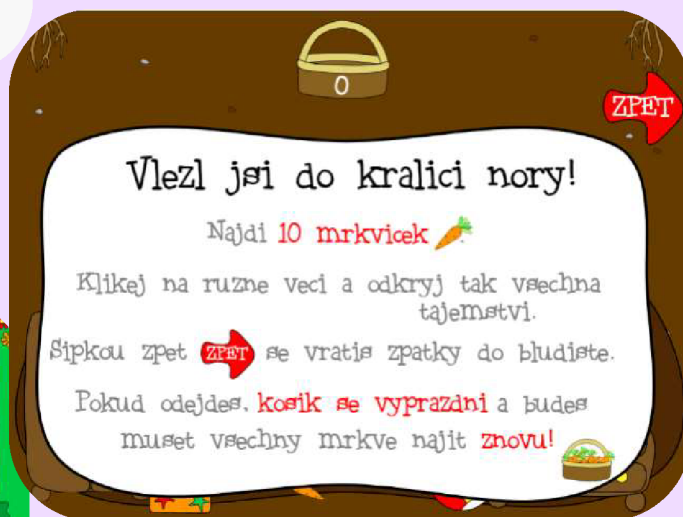 0
ZPET
Vlezl jsi do kralici nory!
Najdi 10 mrkvicek
Klikej na ruzne veci a odkryj tak vsechna
tajemstvi.
Sipkou zpet ZPET se vratis zpatky do bludiste.
Pokud odejdes, kosik se vyprazdni a budes
muset vsechny mrkve najit znovu!